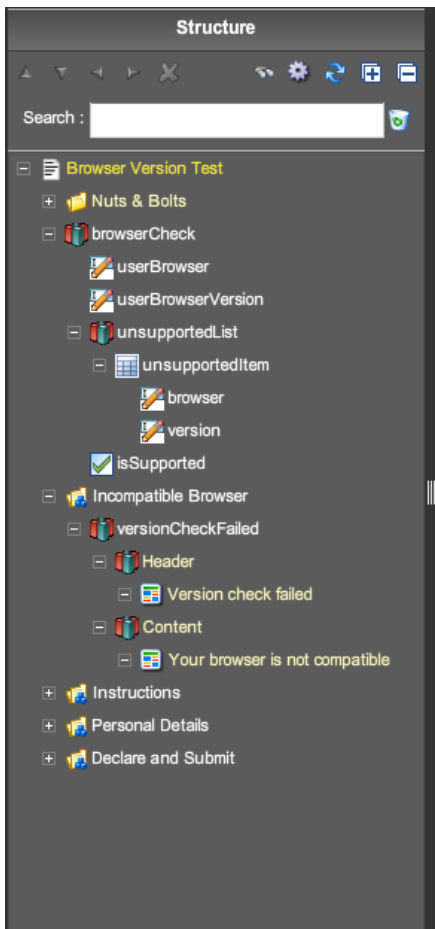 Structure
Search :
Browser Version Test
Nuts & Bolts
browserCheck
userBrowser
userBrowserVersion
unsupportedList
unsupportedItem
browser
version
isSupported
Incompatible Browser
versionCheckFailed
Header
Version check failed
Content
Your browser is not compatible
Instructions
Personal Details
Declare and Submit